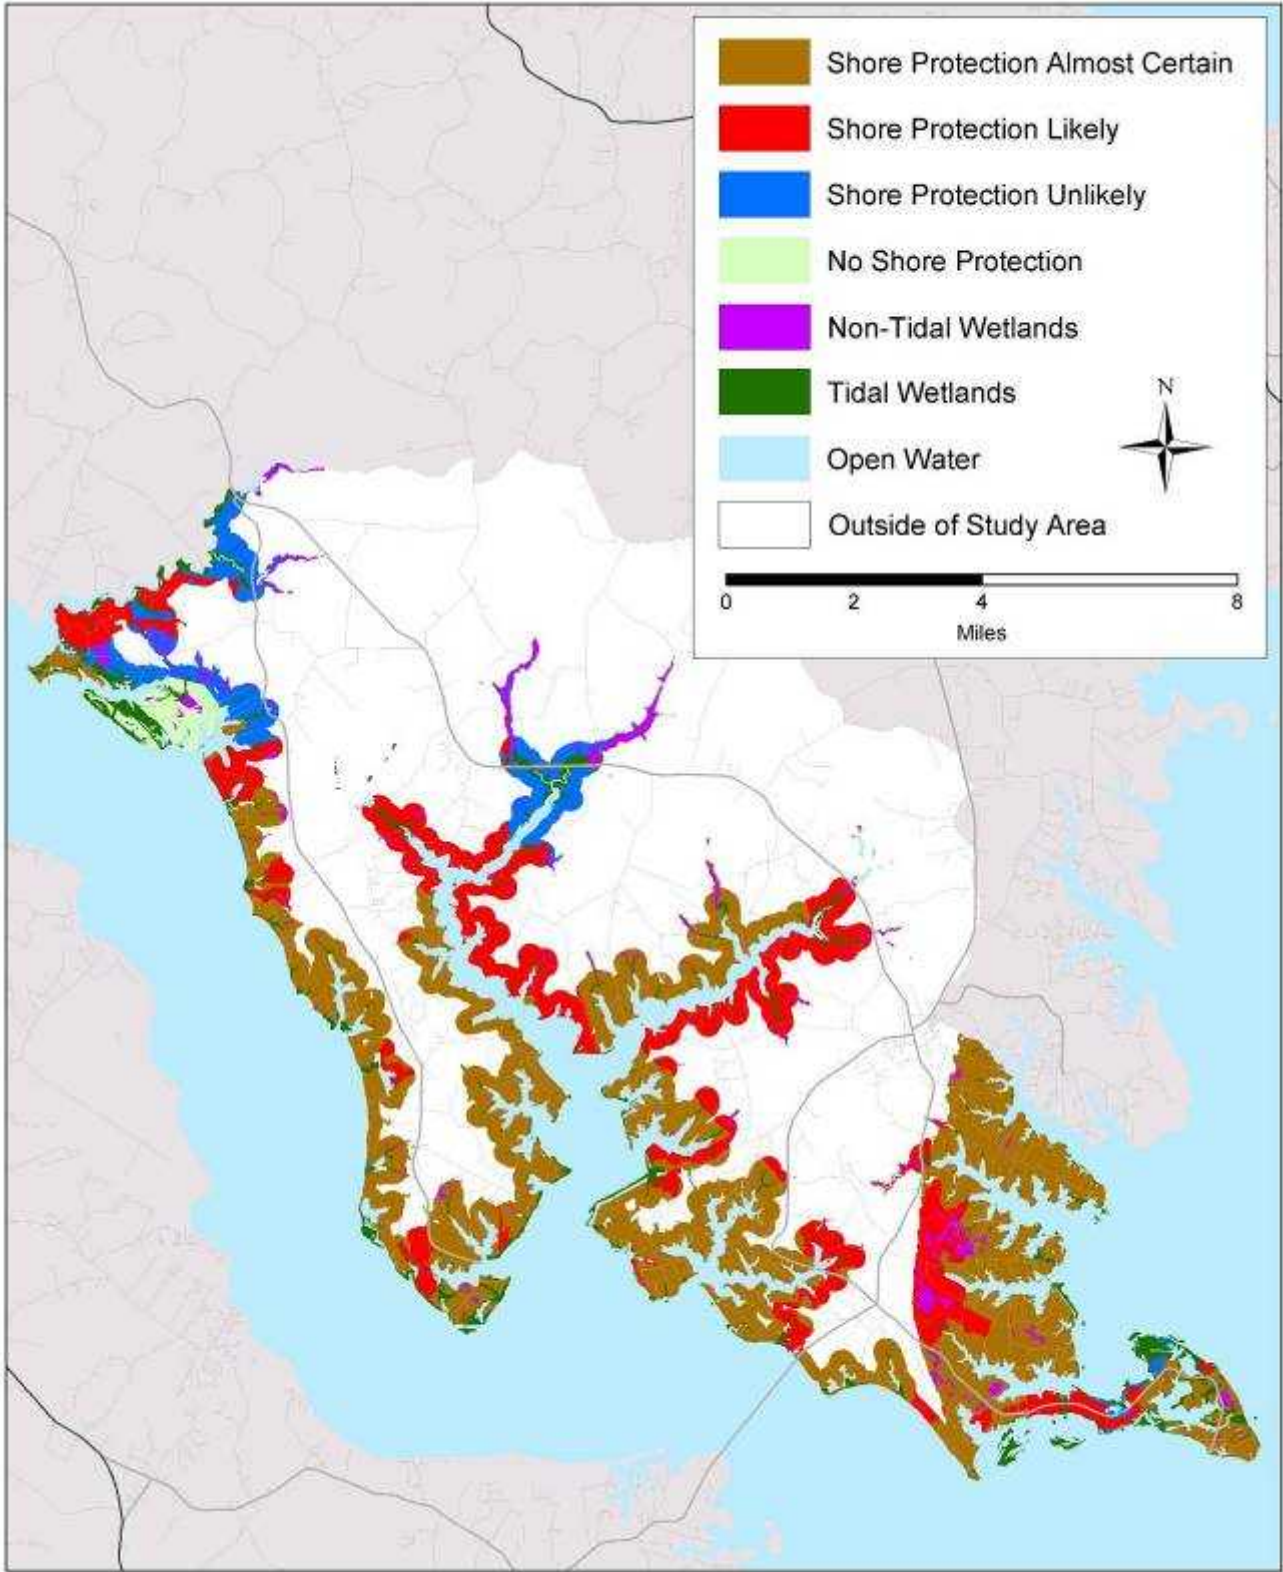 Shore Protection Almost Certain
Shore Protection Likely
Shore Protection Unlikely
No Shore Protection
Non-Tidal Wetlands
Tidal Wetlands
Open Water
Outside of Study Area
N
0 2 4 8
Miles